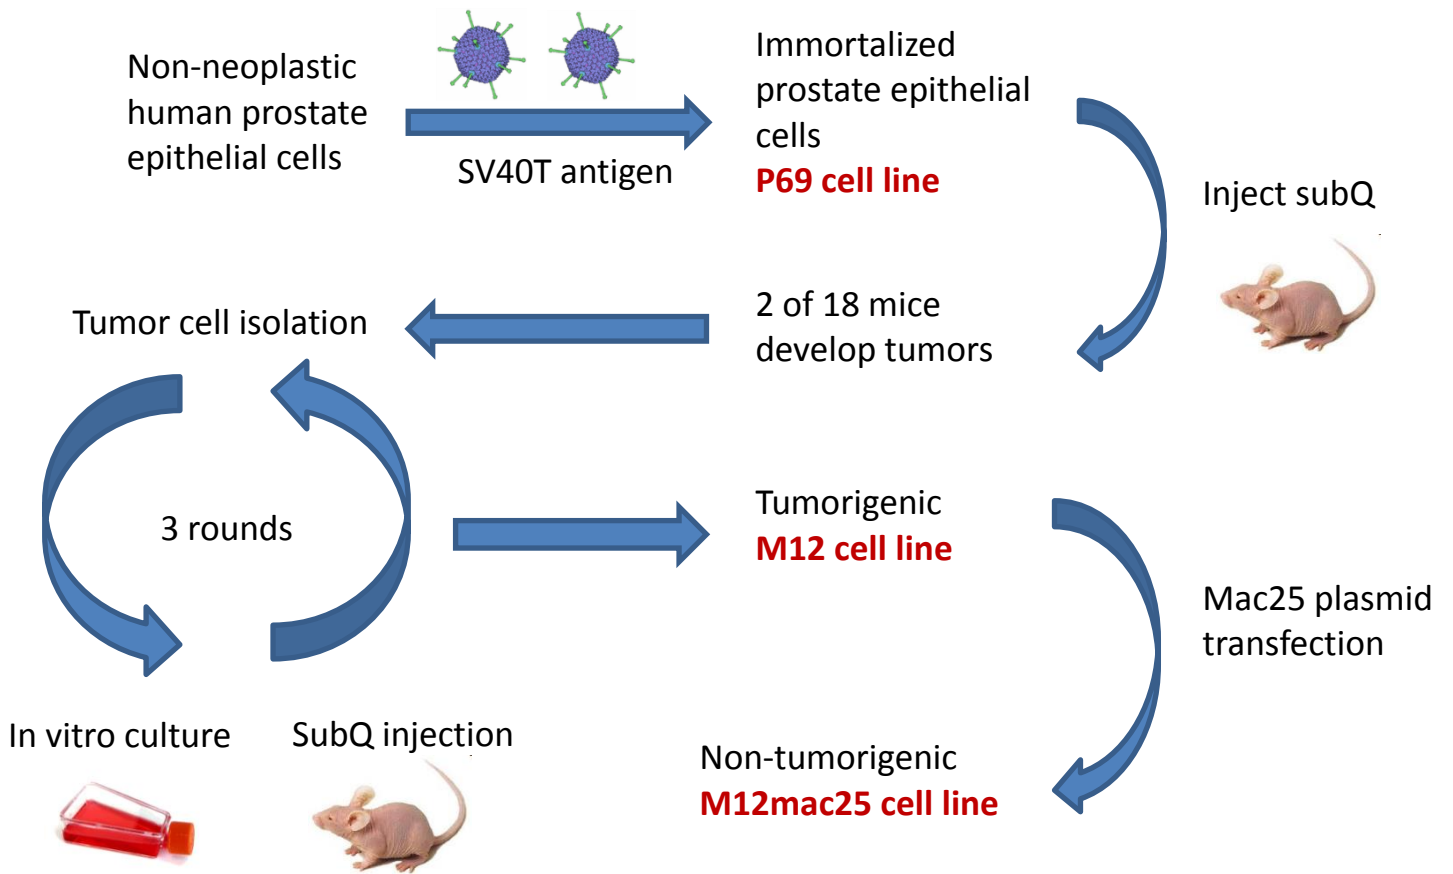 Non-neoplastic
human prostate
epithelial cells
SV40T antigen
Immortalized
prostate epithelial
cells
P69 cell line
Inject subQ
2 of 18 mice
develop tumors
Tumor cell isolation
3 rounds
In vitro culture
SubQ injection
Tumorigenic
M12 cell line
Mac25 plasmid
transfection
Non-tumorigenic
M12mac25 cell line